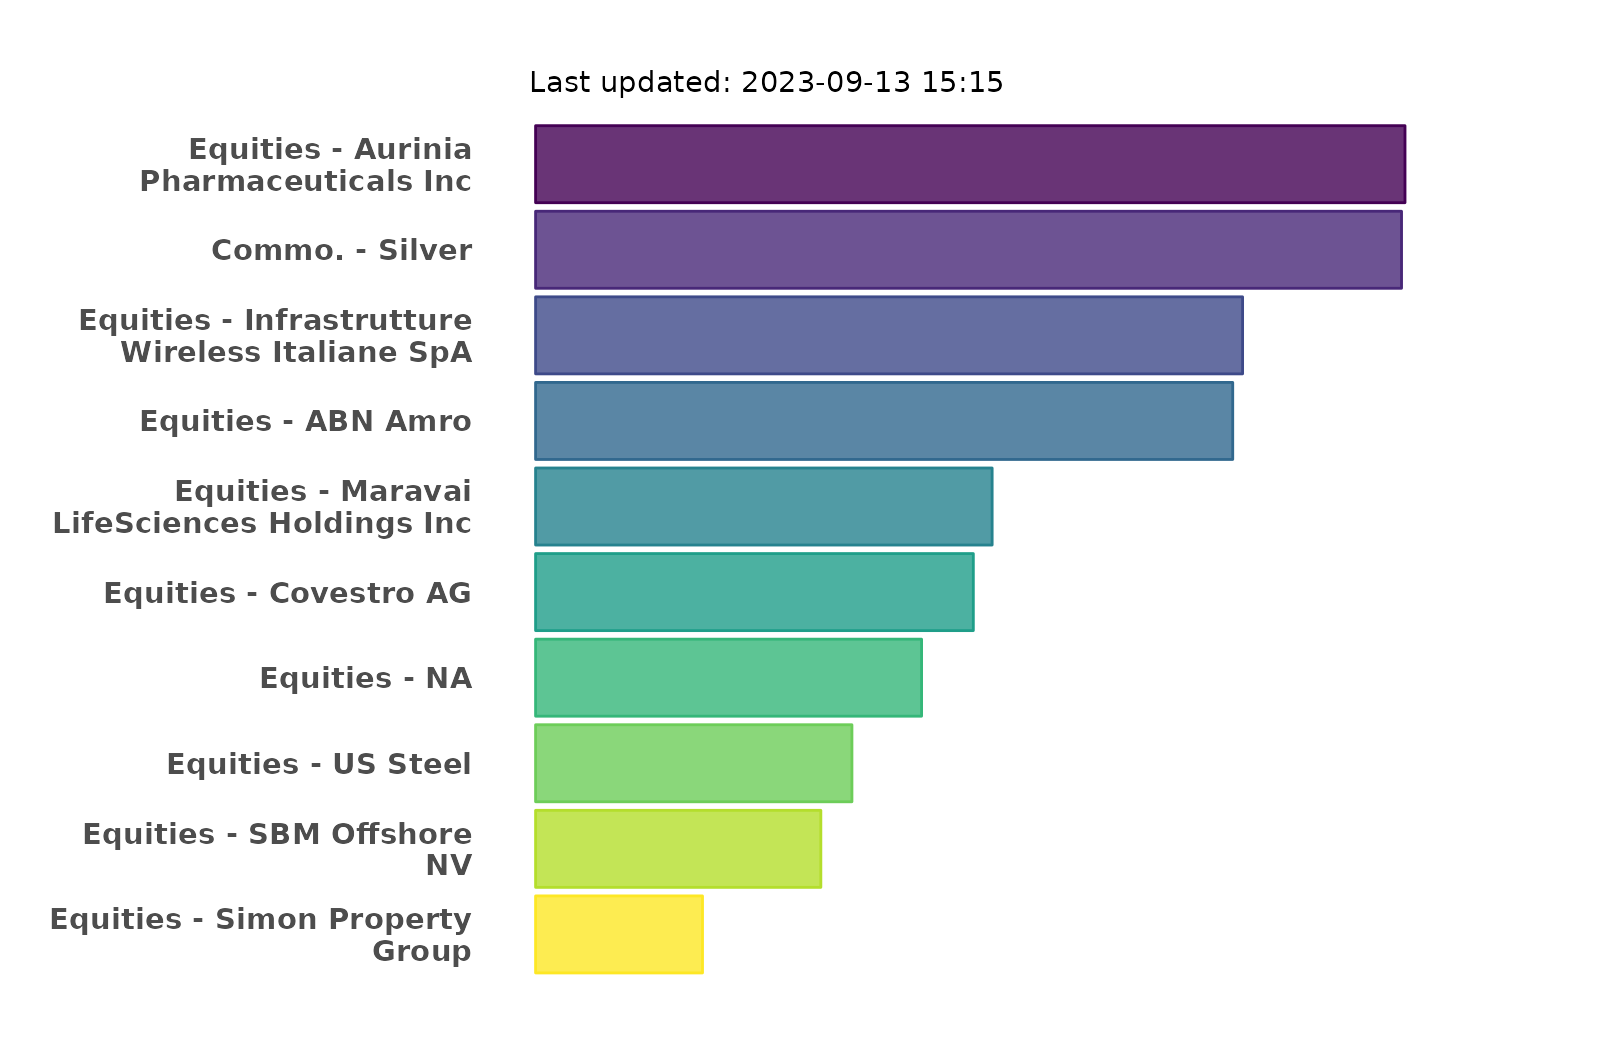 Last updated: 2023-09-13 15:15
Equities - Aurinia
Pharmaceuticals Inc
Commo. - Silver
Equities - Infrastrutture
Wireless Italiane SpA
Equities - ABN Amro
Equities - Maravai
LifeSciences Holdings Inc
Equities - Covestro AG
Equities - NA
Equities - US Steel
Equities - SBM Offshore
NV
Equities - Simon Property
Group